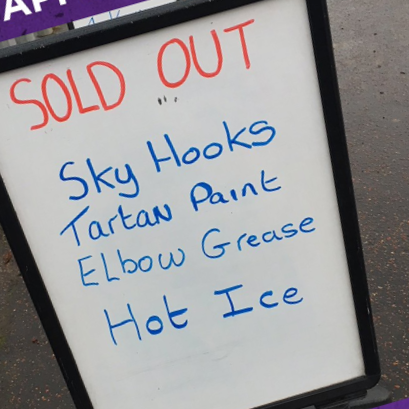 SOLD OUT
Sky Hooks
Tartan Paint
Elbow Grease
Hot Ice